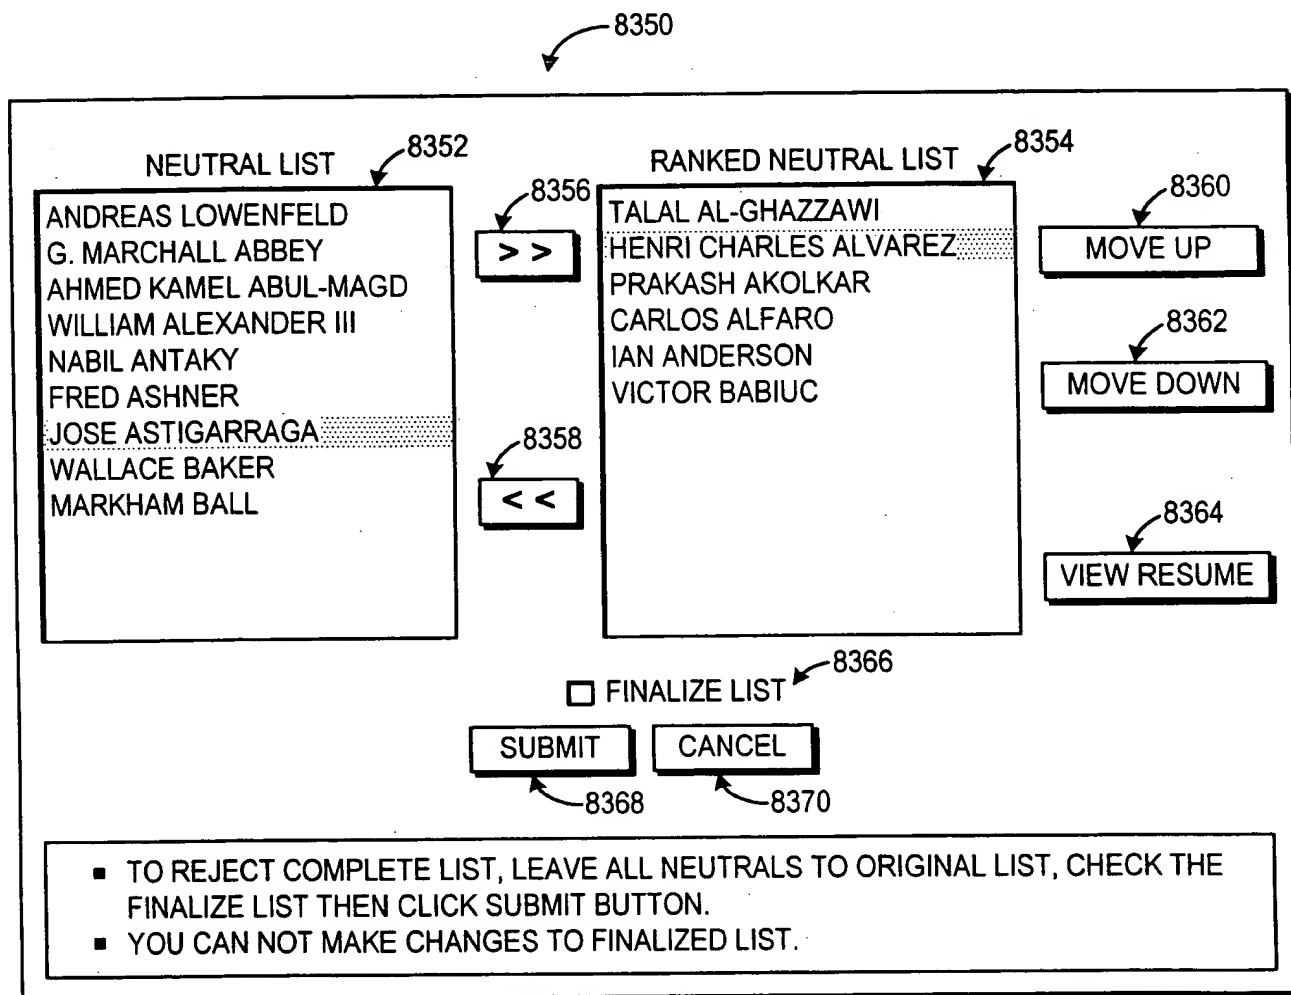 8350
NEUTRAL LIST
8352
RANKED NEUTRAL LIST
8354
ANDREAS LOWENFELD
G. MARCHALL ABBEY
AHMED KAMEL ABUL-MAGD
WILLIAM ALEXANDER III
NABIL ANTAKY
FRED ASHNER
JOSE ASTIGARRAGA
WALLACE BAKER
MARKHAM BALL
8356
> >
8358
< <
TALAL AL-GHAZZAWI
HENRI CHARLES ALVAREZ
PRAKASH AKOLKAR
CARLOS ALFARO
IAN ANDERSON
VICTOR BABIUC
8360
MOVE UP
8362
MOVE DOWN
8364
VIEW RESUME
FINALIZE LIST
8366
SUBMIT
CANCEL
8368
8370
▪ TO REJECT COMPLETE LIST, LEAVE ALL NEUTRALS TO ORIGINAL LIST, CHECK THE
FINALIZE LIST THEN CLICK SUBMIT BUTTON.
▪ YOU CAN NOT MAKE CHANGES TO FINALIZED LIST.